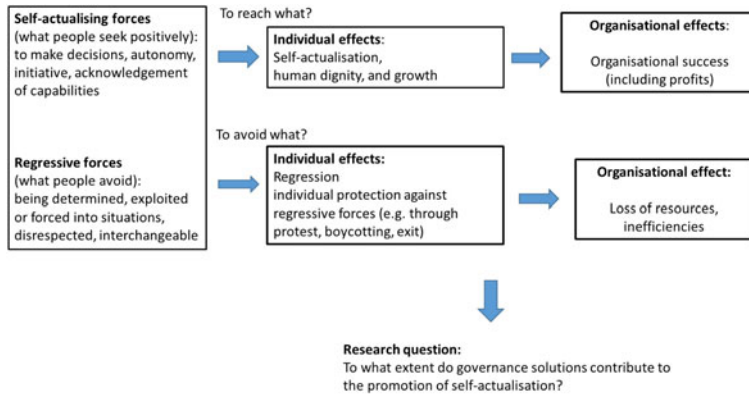 Self-actualising forces
(what people seek positively):
to make decisions, autonomy,
initiative, acknowledgement
of capabilities
To reach what?
Individual effects:
Self-actualisation,
human dignity, and growth
Organisational effects:
Organisational success
(including profits)
Regressive forces
(what people avoid):
being determined, exploited
or forced into situations,
disrespected, interchangeable
To avoid what?
Individual effects:
Regression
individual protection against
regressive forces (e.g. through
protest, boycotting, exit)
Organisational effect:
Loss of resources,
inefficiencies
Research question:
To what extent do governance solutions contribute to
the promotion of self-actualisation?